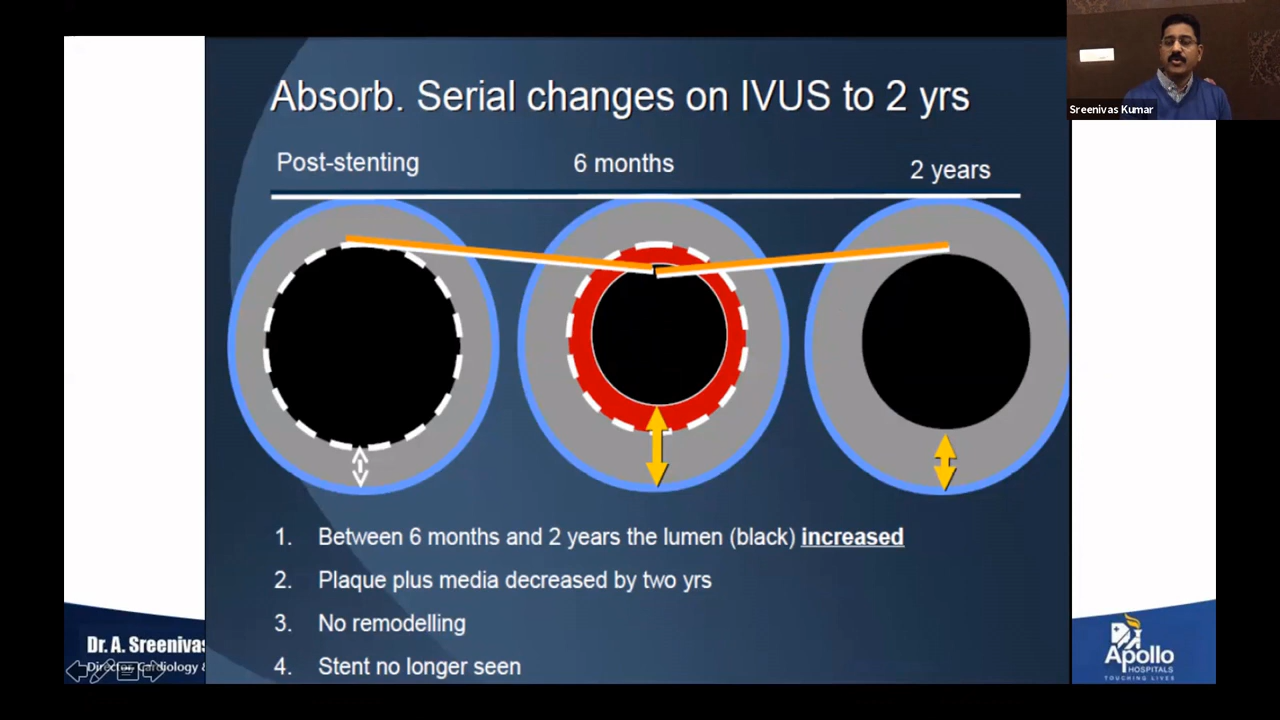 Absorb. Serial changes on IVUS to 2 yrs
Sreenivas Kumar
Post-stenting
6 months
2 years
1. Between 6 months and 2 years the lumen (black) increased
2. Plaque plus media decreased by two yrs
3. No remodelling
4. Stent no longer seen
Dr. A. Sreenivas
Director, Cardiology &
Apollo
HOSPITALS
TOUCHING LIVES